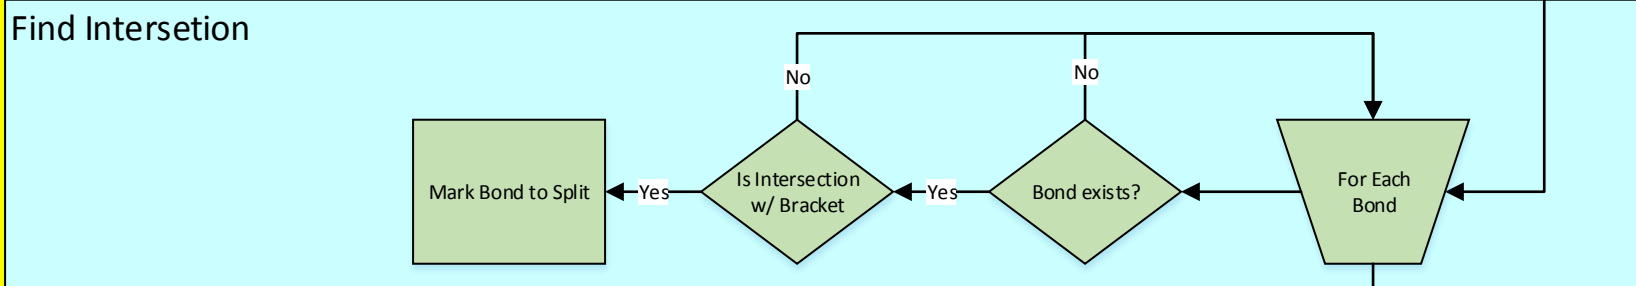 Find Intersetion
No
No
Mark Bond to Split
Yes
Is Intersection
w/ Bracket
Yes
Bond exists?
For Each
Bond